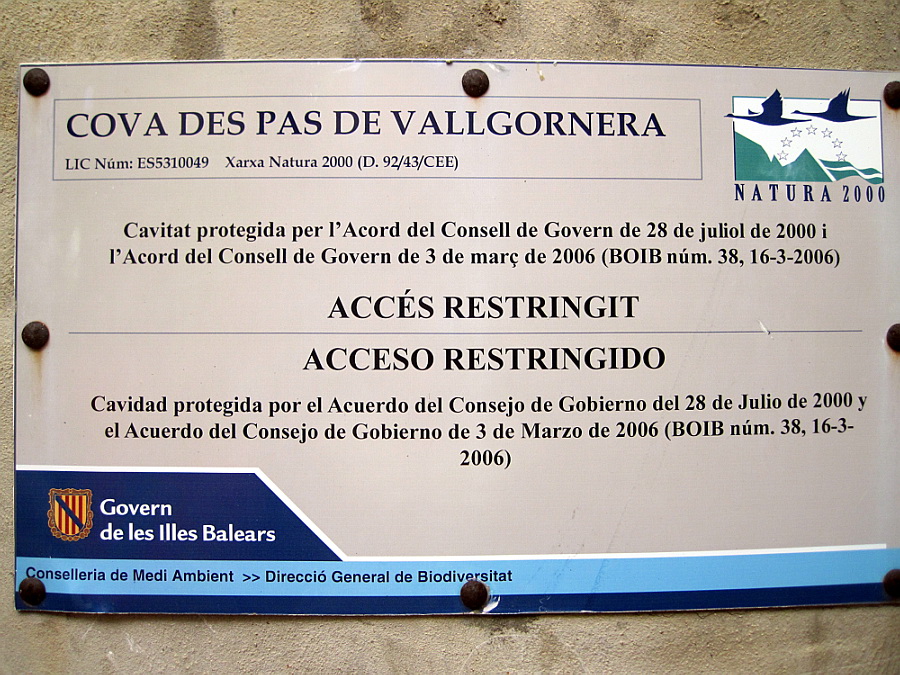 COVA DES PAS DE VALLGORNERA
LIC Núm: ES5310049 Xarxa Natura 2000 (D. 92/43/CEE)
NATURA 2000
Cavitat protegida per l’Acord del Consell de Govern de 28 de juliol de 2000 i
l’Acord del Consell de Govern de 3 de març de 2006 (BOIB núm. 38, 16-3-2006)
ACCÉS RESTRINGIT
ACCESO RESTRINGIDO
Cavidad protegida por el Acuerdo del Consejo de Gobierno del 28 de Julio de 2000 y
el Acuerdo del Consejo de Gobierno de 3 de Marzo de 2006 (BOIB núm. 38, 16-3-
2006)
Govern
de les Illes Balears
Conselleria de Medi Ambient >> Direcció General de Biodiversitat